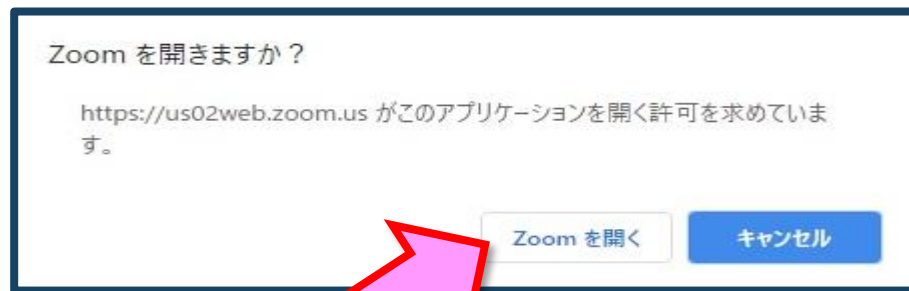 Zoom を開きますか？
https://us02web.zoom.us がこのアプリケーションを開く許可を求めていま
す。
Zoom を開く
キャンセル